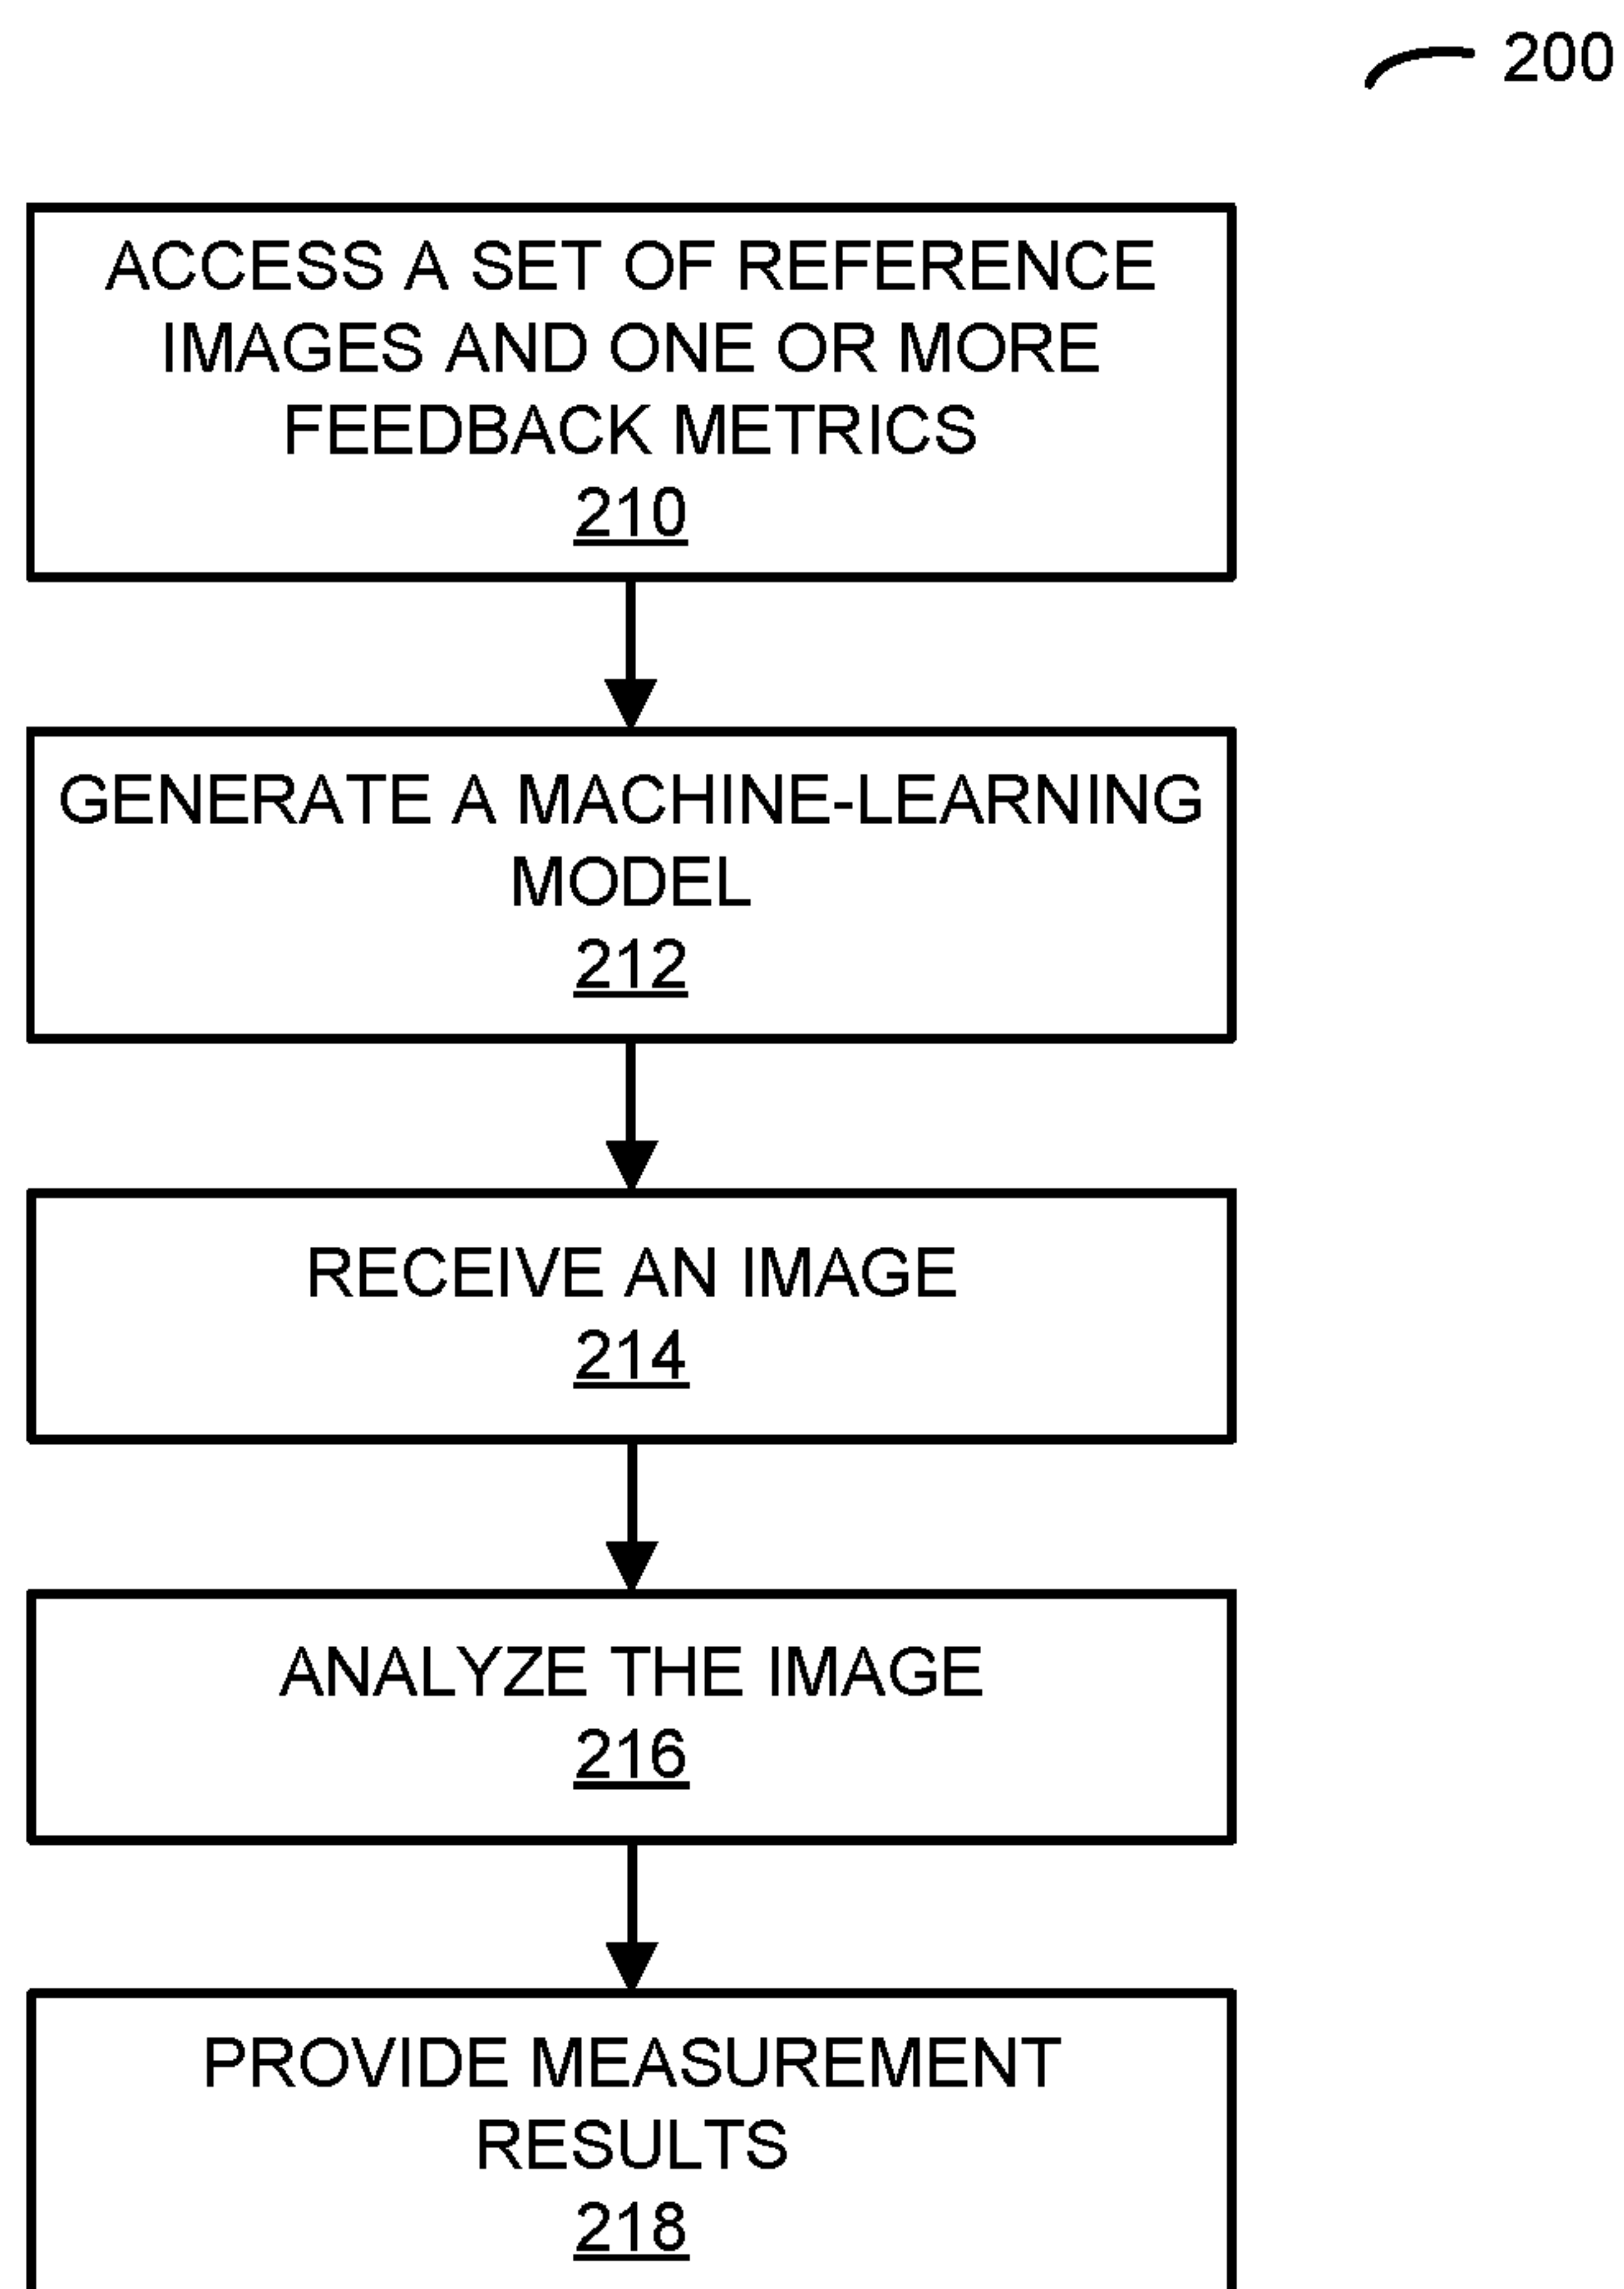 200
ACCESS A SET OF REFERENCE
IMAGES AND ONE OR MORE
FEEDBACK METRICS
210
GENERATE A MACHINE-LEARNING
MODEL
212
RECEIVE AN IMAGE
214
ANALYZE THE IMAGE
216
PROVIDE MEASUREMENT
RESULTS
218